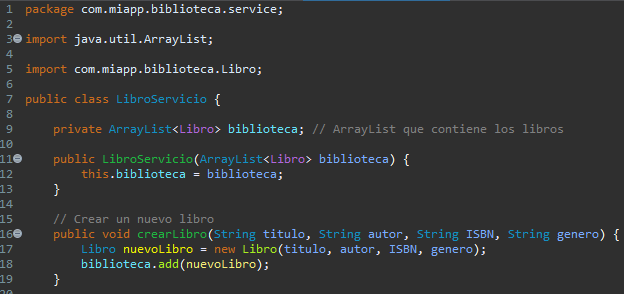 1 package com.miapp.biblioteca.service;
2
3 import java.util.ArrayList;
4
5 import com.miapp.biblioteca.Libro;
6
7 public class LibroServicio {
8
9 private ArrayList<Libro> biblioteca; // ArrayList que contiene los libros
10
11 public LibroServicio(ArrayList<Libro> biblioteca) {
12 this.biblioteca = biblioteca;
13 }
14
15 // Crear un nuevo libro
16 public void crearLibro(String titulo, String autor, String ISBN, String genero) {
17 Libro nuevoLibro = new Libro(titulo, autor, ISBN, genero);
18 biblioteca.add(nuevoLibro);
19 }
20